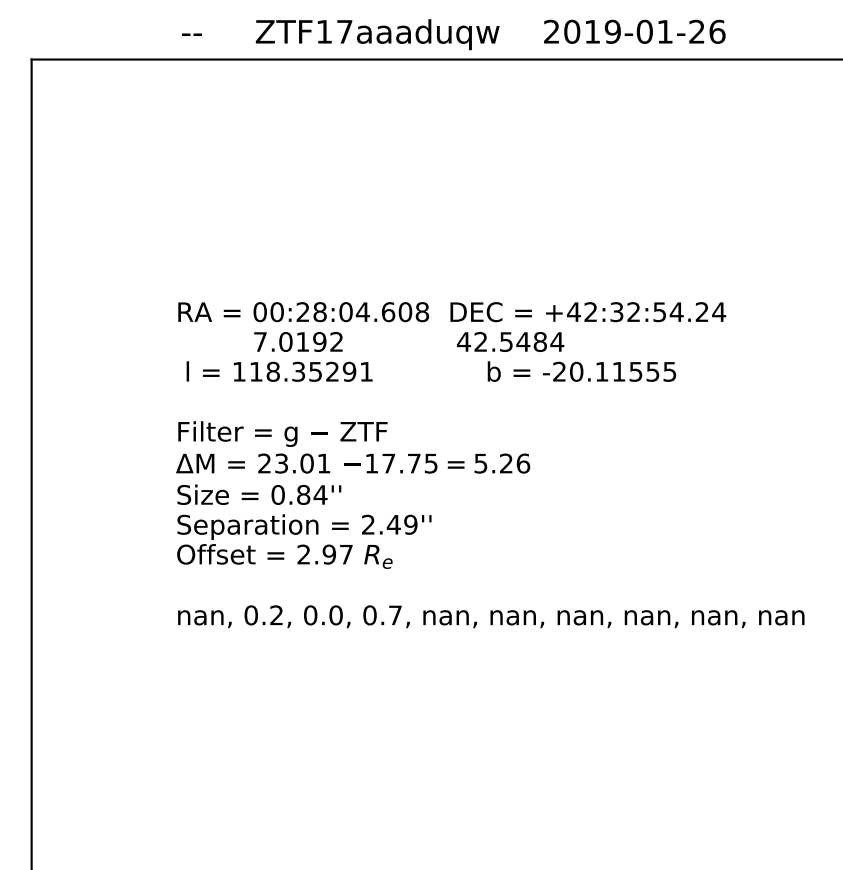 -- ZTF17aaaduqw 2019-01-26
RA = 00:28:04.608 DEC = +42:32:54.24
7.0192 42.5484
l = 118.35291 b = -20.11555
Filter = g − ZTF
ΔM = 23.01 −17.75 = 5.26
Size = 0.84''
Separation = 2.49''
Offset = 2.97 Re
nan, 0.2, 0.0, 0.7, nan, nan, nan, nan, nan, nan